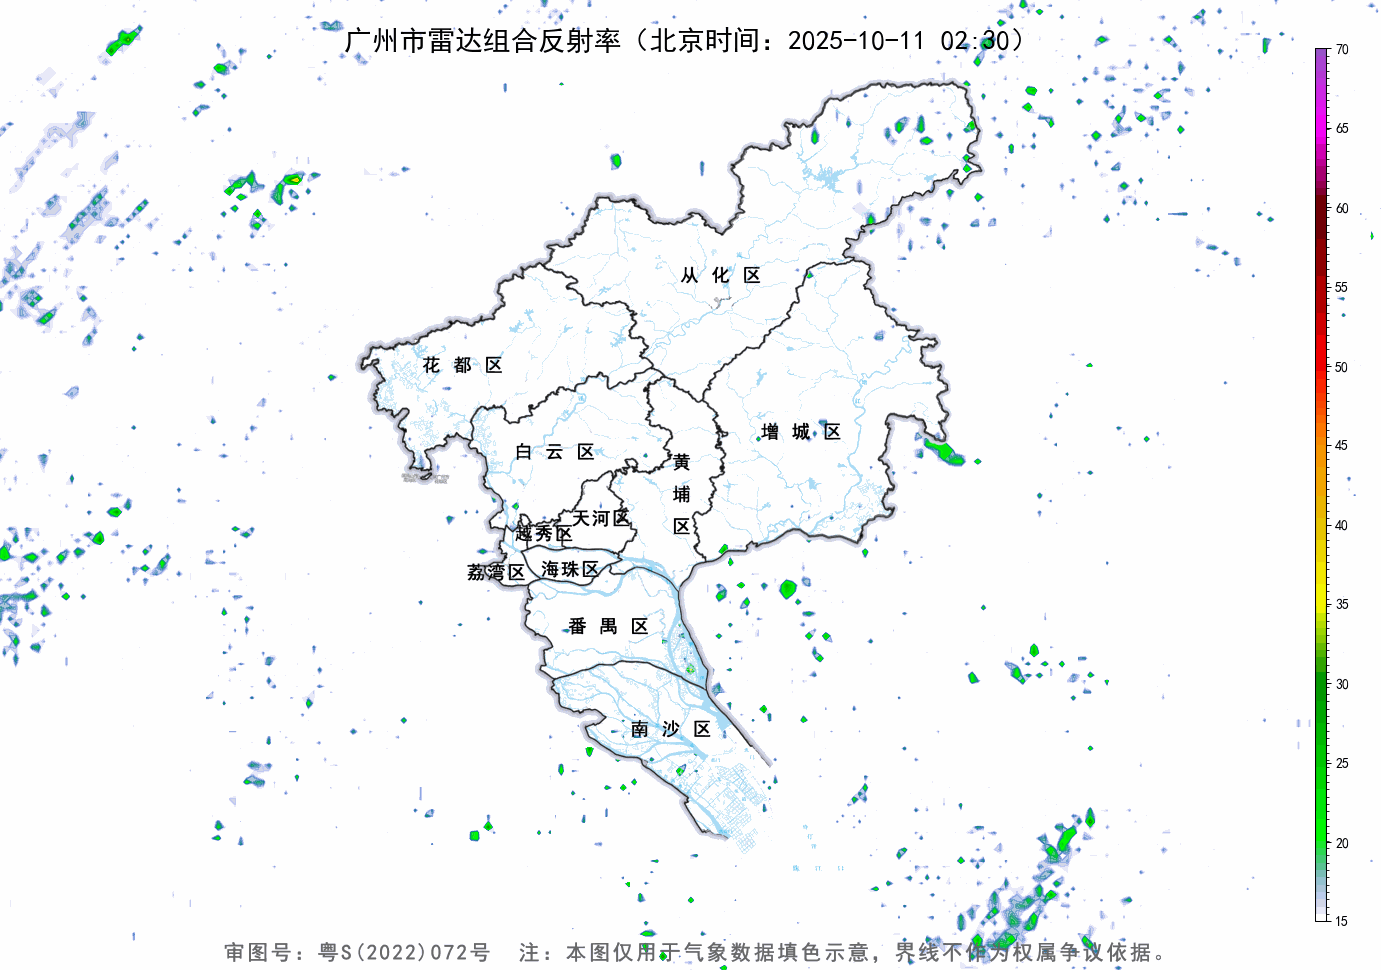 广州市雷达组合反射率（北京时间：2025-10-11 02:30）
70
65
60
55
50
45
40
35
30
25
20
15
从化区
花都区
增城区
白云区
黄埔区
天河区
越秀区
荔湾区
海珠区
番禺区
南沙区
审图号：粤S(2022)072号 注：本图仅用于气象数据填色示意，界线不作为权属争议依据。